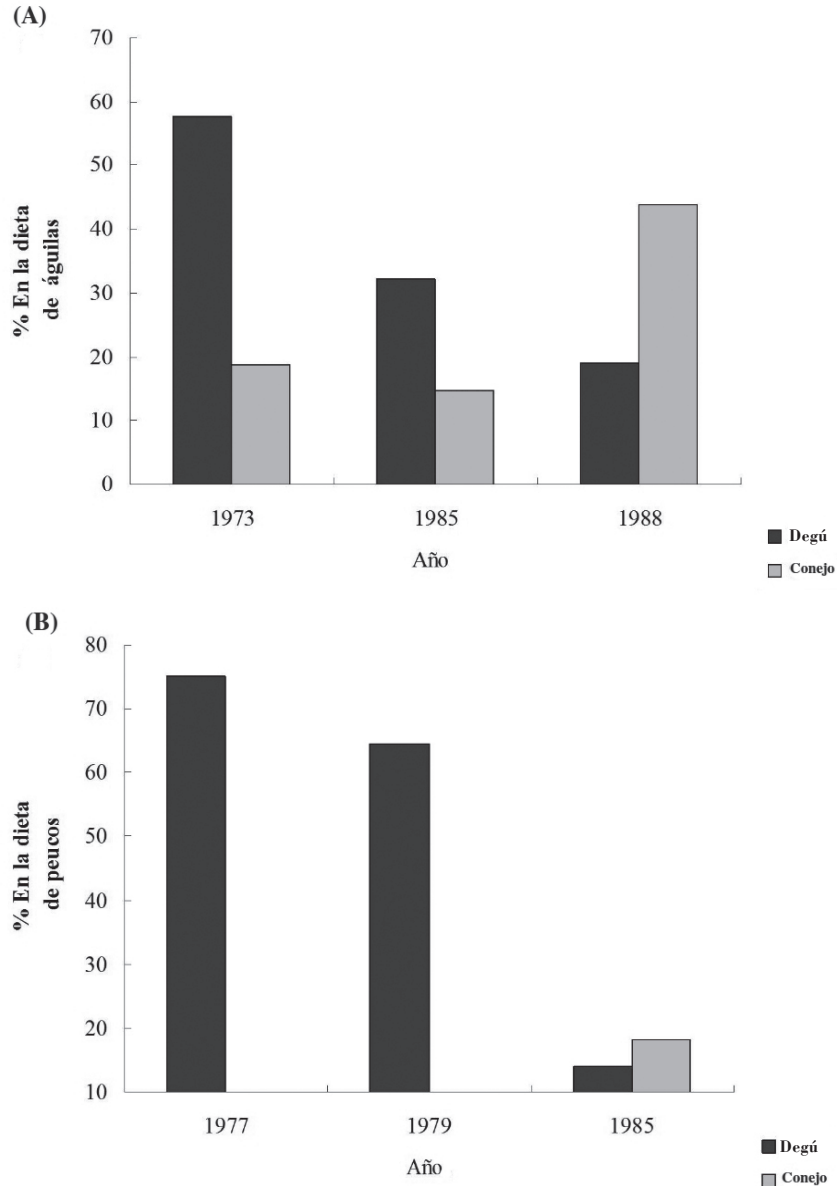 (A)
70
60
50
40
30
20
10
0
% En la dieta
de águilas
1973 1985 1988
Año
Degú
Conejo
(B)
80
70
60
50
40
30
20
10
% En la dieta
de peucos
1977 1979 1985
Año
Degú
Conejo